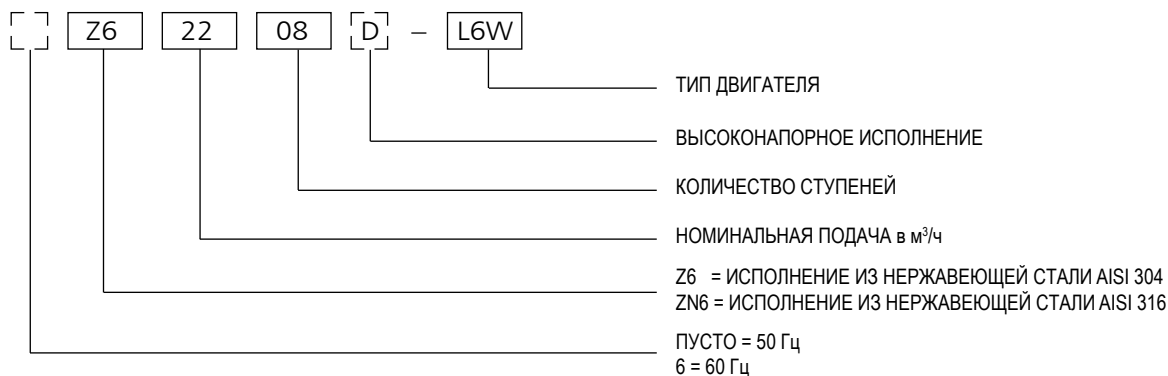 Z6 22 08 D – L6W
ТИП ДВИГАТЕЛЯ
ВЫСОКОНАПОРНОЕ ИСПОЛНЕНИЕ
КОЛИЧЕСТВО СТУПЕНЕЙ
НОМИНАЛЬНАЯ ПОДАЧА в м³/ч
Z6 = ИСПОЛНЕНИЕ ИЗ НЕРЖАВЕЮЩЕЙ СТАЛИ AISI 304
ZN6 = ИСПОЛНЕНИЕ ИЗ НЕРЖАВЕЮЩЕЙ СТАЛИ AISI 316
ПУСТО = 50 Гц
6 = 60 Гц